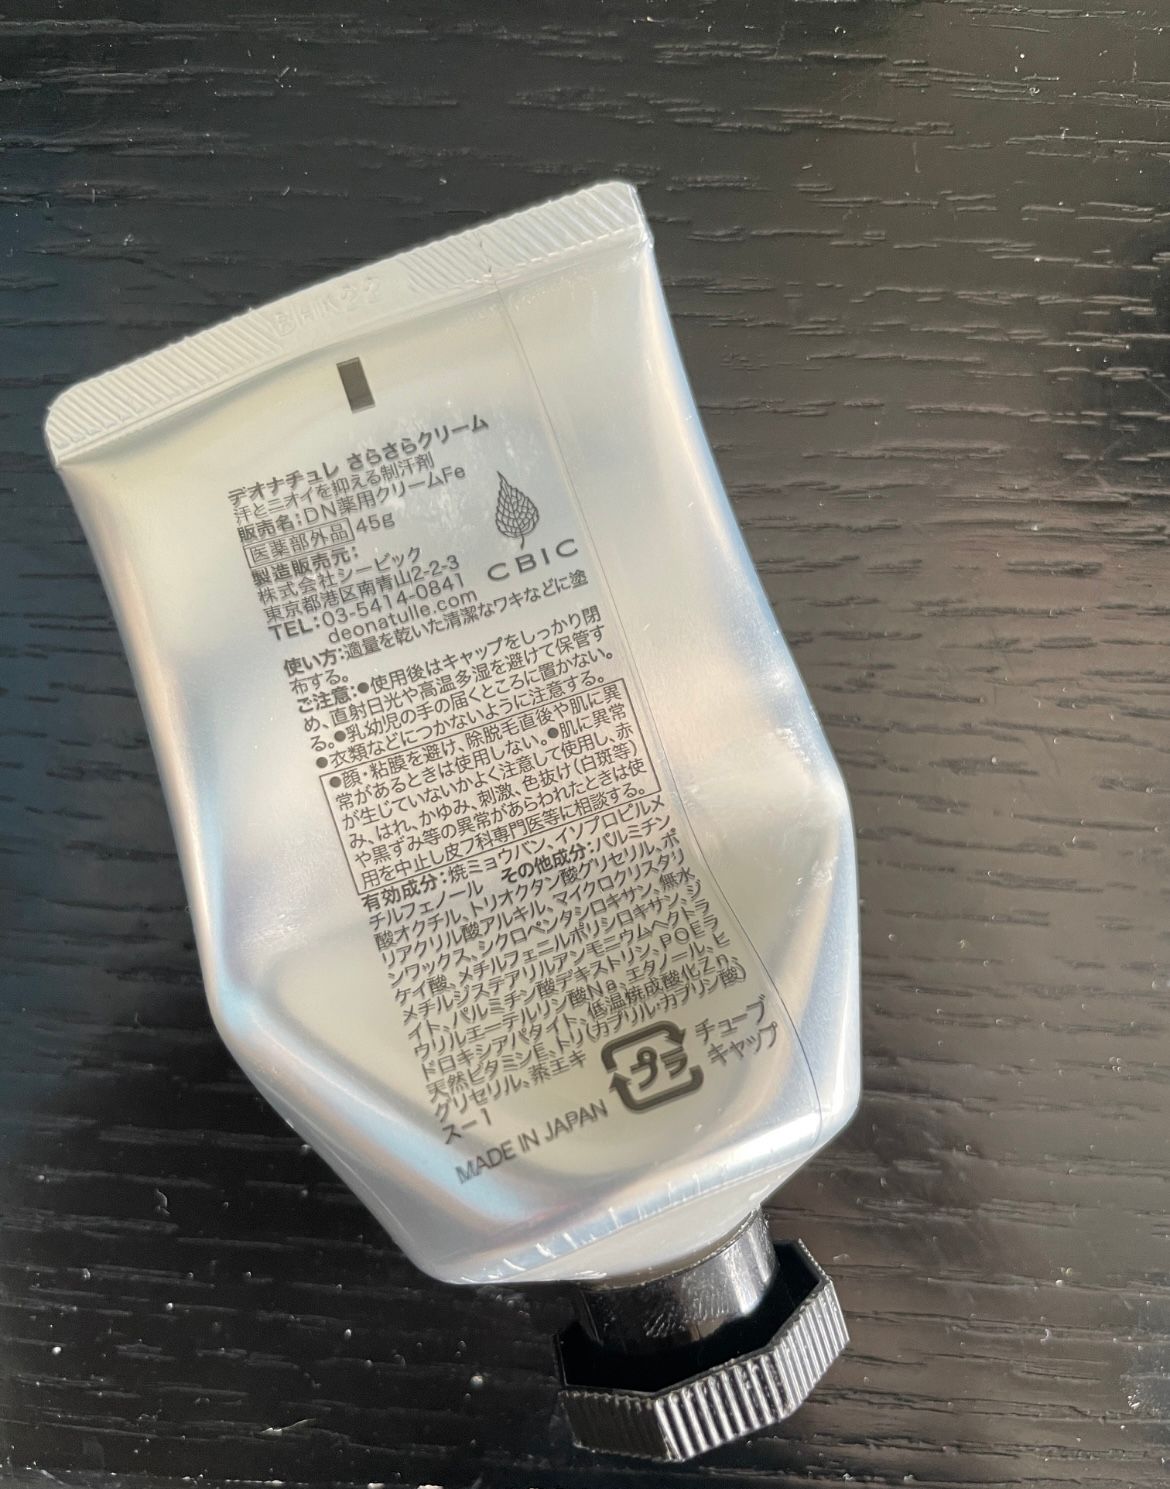 デオナチュレ さらさらクリーム
汗とニオイを抑える制汗剤
販売名:DN薬用クリームFe
医薬部外品 45g
製造販売元:
株式会社シービック
東京都港区南青山2-2-3
TEL:03-5414-0841
deonatulle.com
CBIC
使い方:適量を乾いた清潔なワキなどに塗
布する。
ご注意:●使用後はキャップをしっかり閉
め、直射日光や高温多湿を避けて保管す
る。●乳幼児の手の届くところに置かない。
●衣類などにつかないように注意する。
●顔・粘膜を避け、除脱毛直後や肌に異
常があるときは使用しない。●肌に異常
が生じていないかよく注意して使用し、赤
み、はれ、かゆみ、刺激、色抜け(白斑等)
や黒ずみ等の異常があらわれたときは使
用を中止し皮フ科専門医等に相談する。
有効成分:焼ミョウバン、イソプロピルメ
チルフェノール その他成分:パルミチン
酸オクチル、トリオクタン酸グリセリル、ポ
リアクリル酸アルキル、マイクロクリスタリ
ンワックス、シクロペンタシロキサン、無水
ケイ酸、メチルフェニルポリシロキサン、ジ
メチルジステアリルアンモニウムヘクトラ
イト、パルミチン酸デキストリン、POEラ
ウリルエーテルリン酸Na、エタノール、ヒ
ドロキシアパタイト、低温焼成酸化Zn、
天然ビタミンE、トリ(カプリル・カプリン酸)
グリセリル、茶エキ
ス-1
プラ
チューブ
キャップ
MADE IN JAPAN